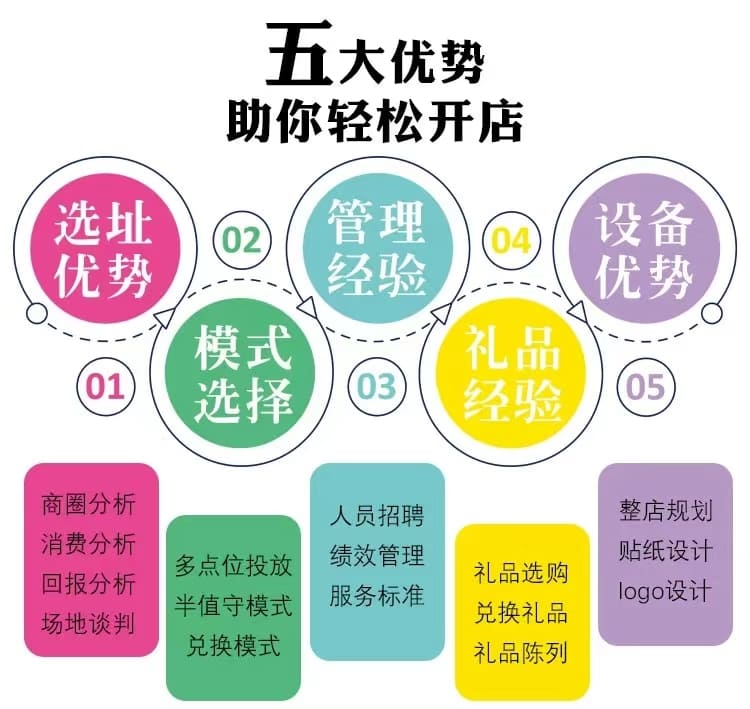 五大优势
助你轻松开店
选址
优势
01
02
模式
选择
管理
经验
03
04
礼品
经验
设备
优势
05
商圈分析
消费分析
回报分析
场地谈判
多点位投放
半值守模式
兑换模式
人员招聘
绩效管理
服务标准
礼品选购
兑换礼品
礼品陈列
整店规划
贴纸设计
logo设计